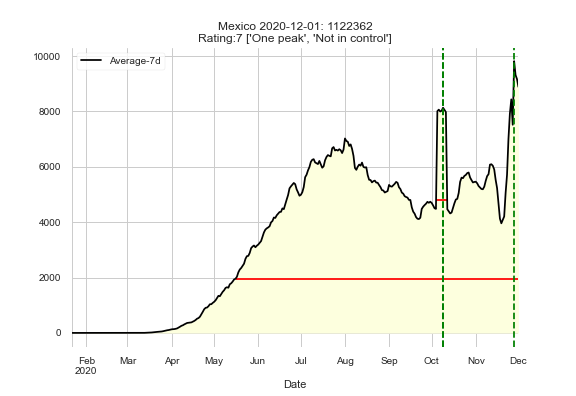 Mexico 2020-12-01: 1122362
Rating:7 ['One peak', 'Not in control']
Average-7d
10000
8000
6000
4000
2000
0
Feb Mar Apr May Jun Jul Aug Sep Oct Nov Dec
2020
Date